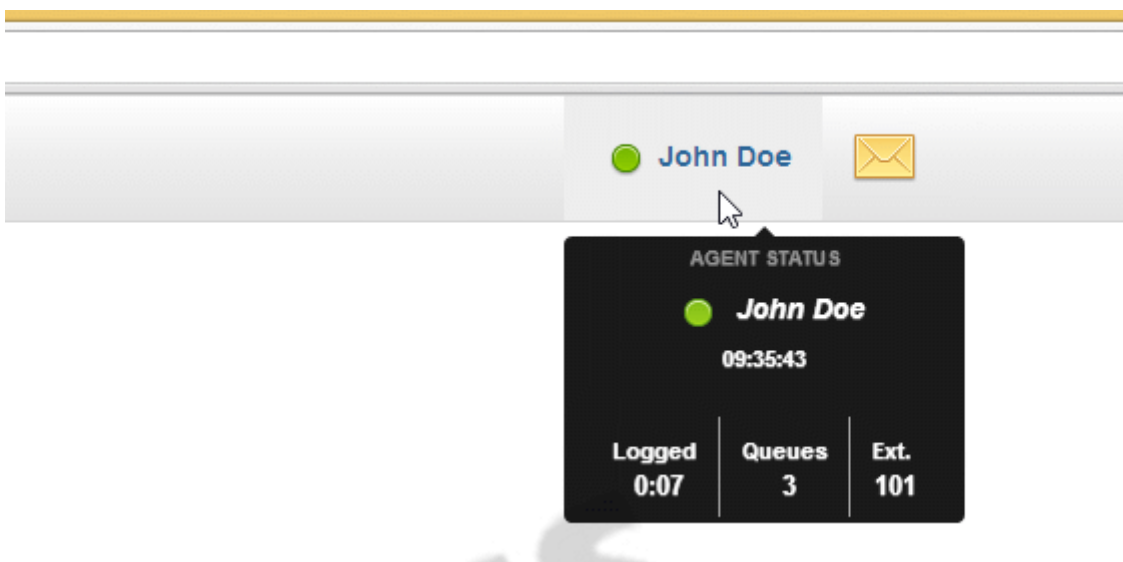 John Doe
AGENT STATUS
John Doe
09:35:43
Logged Queues Ext.
0:07 3 101